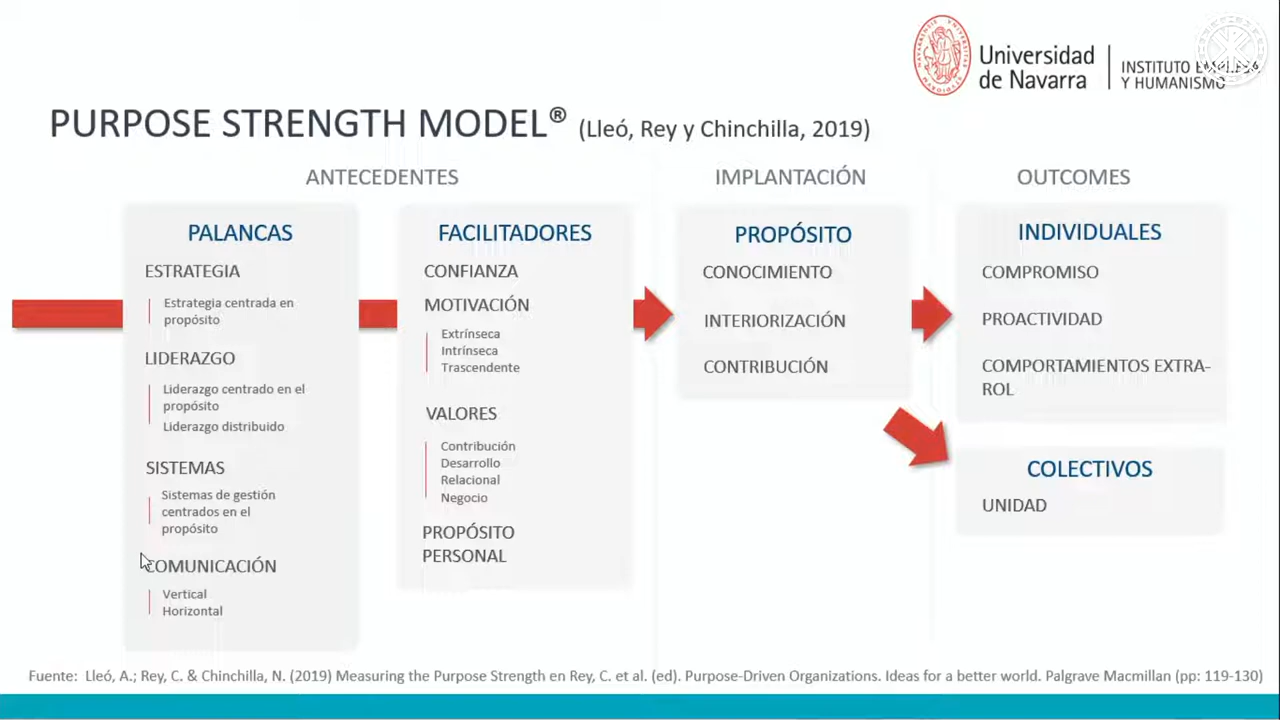 Universidad
de Navarra
INSTITUTO EMPRESA
Y HUMANISMO
PURPOSE STRENGTH MODEL® (Lleó, Rey y Chinchilla, 2019)
ANTECEDENTES
IMPLANTACIÓN
OUTCOMES
PALANCAS
ESTRATEGIA
Estrategia centrada en
propósito
LIDERAZGO
Liderazgo centrado en el
propósito
Liderazgo distribuido
SISTEMAS
Sistemas de gestión
centrados en el
propósito
COMUNICACIÓN
Vertical
Horizontal
FACILITADORES
CONFIANZA
MOTIVACIÓN
Extrínseca
Intrínseca
Trascendente
VALORES
Contribución
Desarrollo
Relacional
Negocio
PROPÓSITO
PERSONAL
PROPÓSITO
CONOCIMIENTO
INTERIORIZACIÓN
CONTRIBUCIÓN
INDIVIDUALES
COMPROMISO
PROACTIVIDAD
COMPORTAMIENTOS EXTRA-
ROL
COLECTIVOS
UNIDAD
Fuente: Lleó, A.; Rey, C. & Chinchilla, N. (2019) Measuring the Purpose Strength en Rey, C. et al. (ed). Purpose-Driven Organizations. Ideas for a better world. Palgrave Macmillan (pp: 119-130)